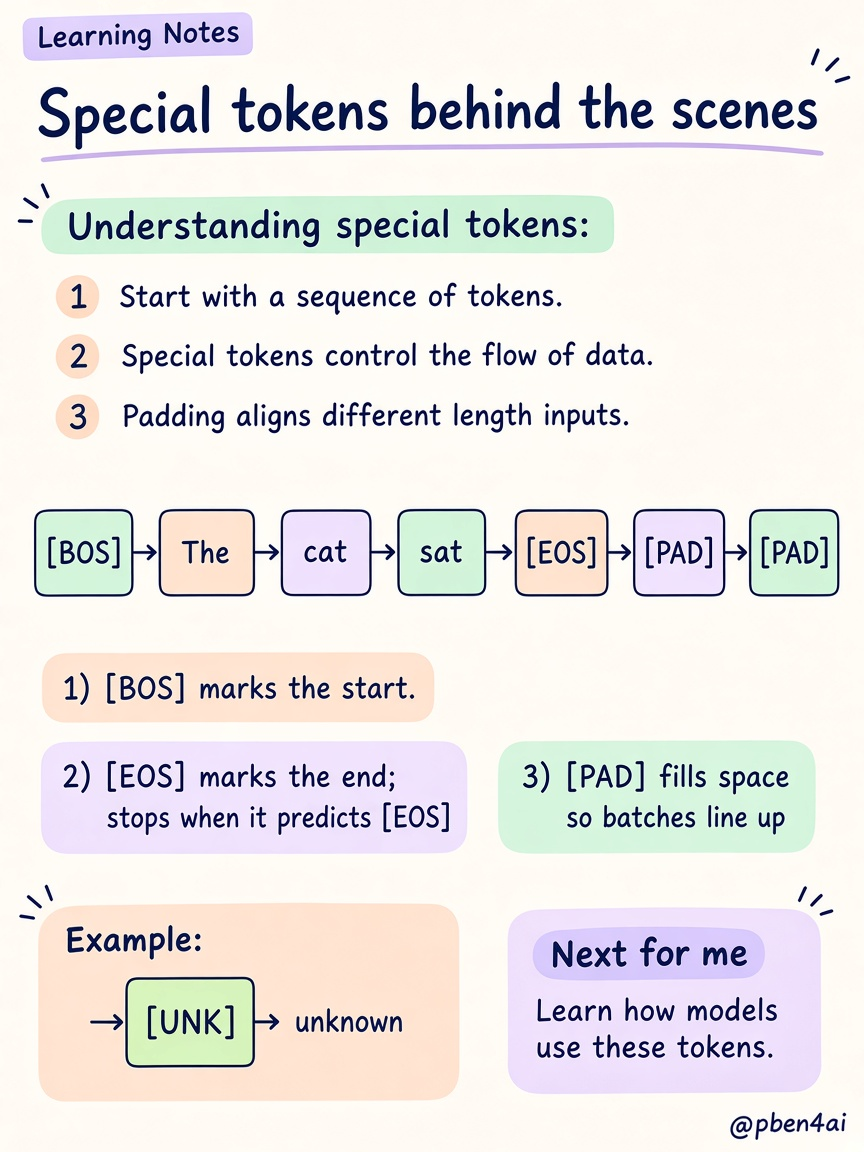 Learning Notes
Special tokens behind the scenes
Understanding special tokens:
1 Start with a sequence of tokens.
2 Special tokens control the flow of data.
3 Padding aligns different length inputs.
[BOS] The cat sat [EOS] [PAD] [PAD]
1) [BOS] marks the start.
2) [EOS] marks the end;
stops when it predicts [EOS]
3) [PAD] fills space
so batches line up
Example:
[UNK] unknown
Next for me
Learn how models
use these tokens.
@pben4ai